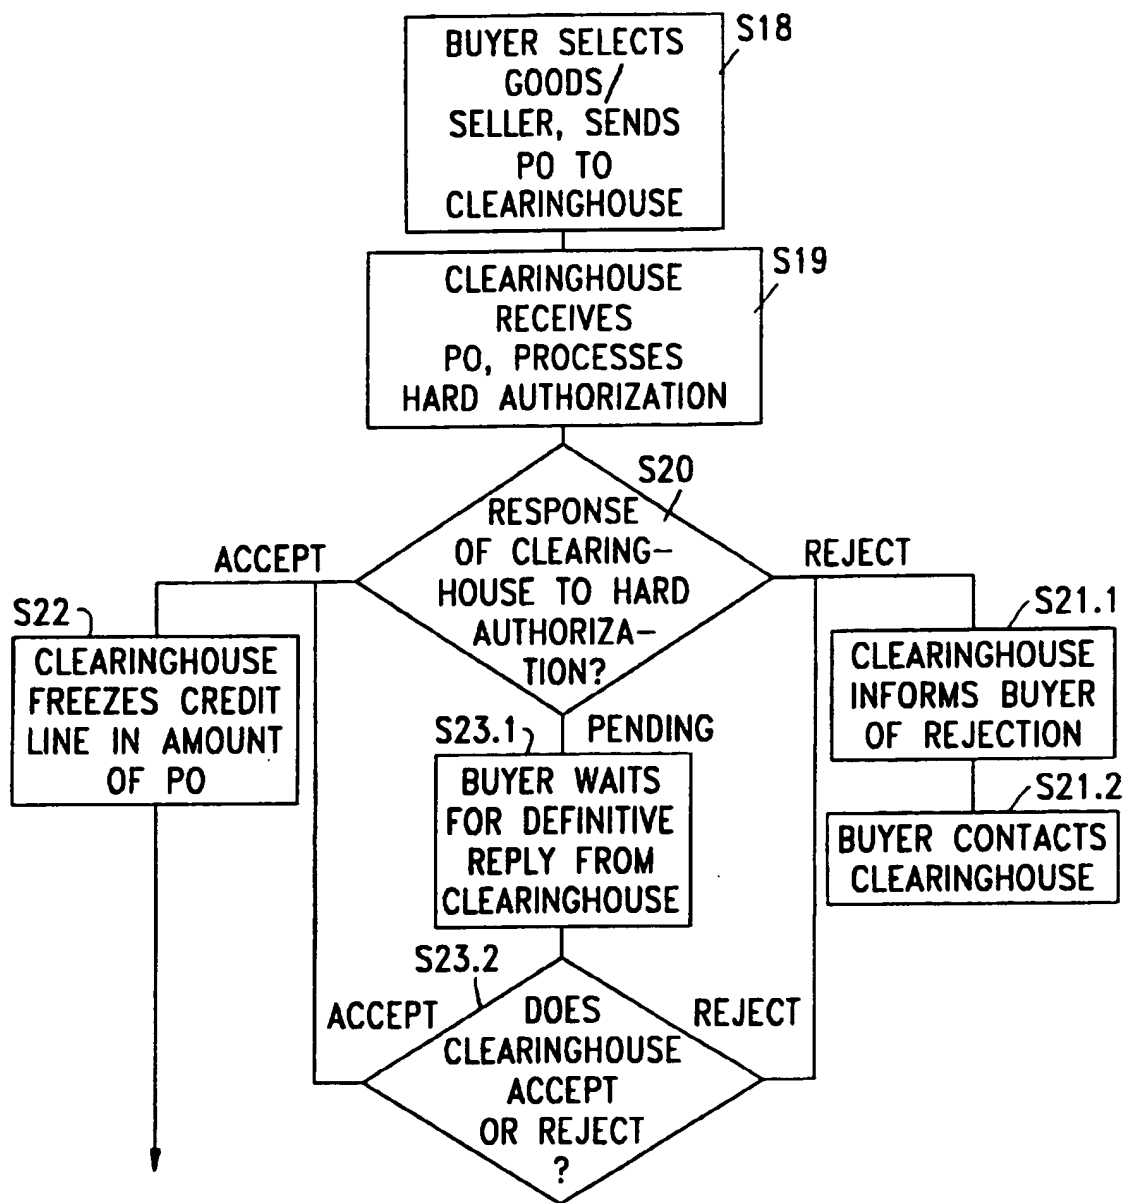 BUYER SELECTS
GOODS/
SELLER, SENDS
PO TO
CLEARINGHOUSE
S18
CLEARINGHOUSE
RECEIVES
PO, PROCESSES
HARD AUTHORIZATION
S19
S20
RESPONSE
OF CLEARING-
HOUSE TO HARD
AUTHORIZA-
TION?
ACCEPT
REJECT
S22
CLEARINGHOUSE
FREEZES CREDIT
LINE IN AMOUNT
OF PO
S21.1
CLEARINGHOUSE
INFORMS BUYER
OF REJECTION
S23.1
PENDING
BUYER WAITS
FOR DEFINITIVE
REPLY FROM
CLEARINGHOUSE
S21.2
BUYER CONTACTS
CLEARINGHOUSE
S23.2
ACCEPT
REJECT
DOES
CLEARINGHOUSE
ACCEPT
OR REJECT
?